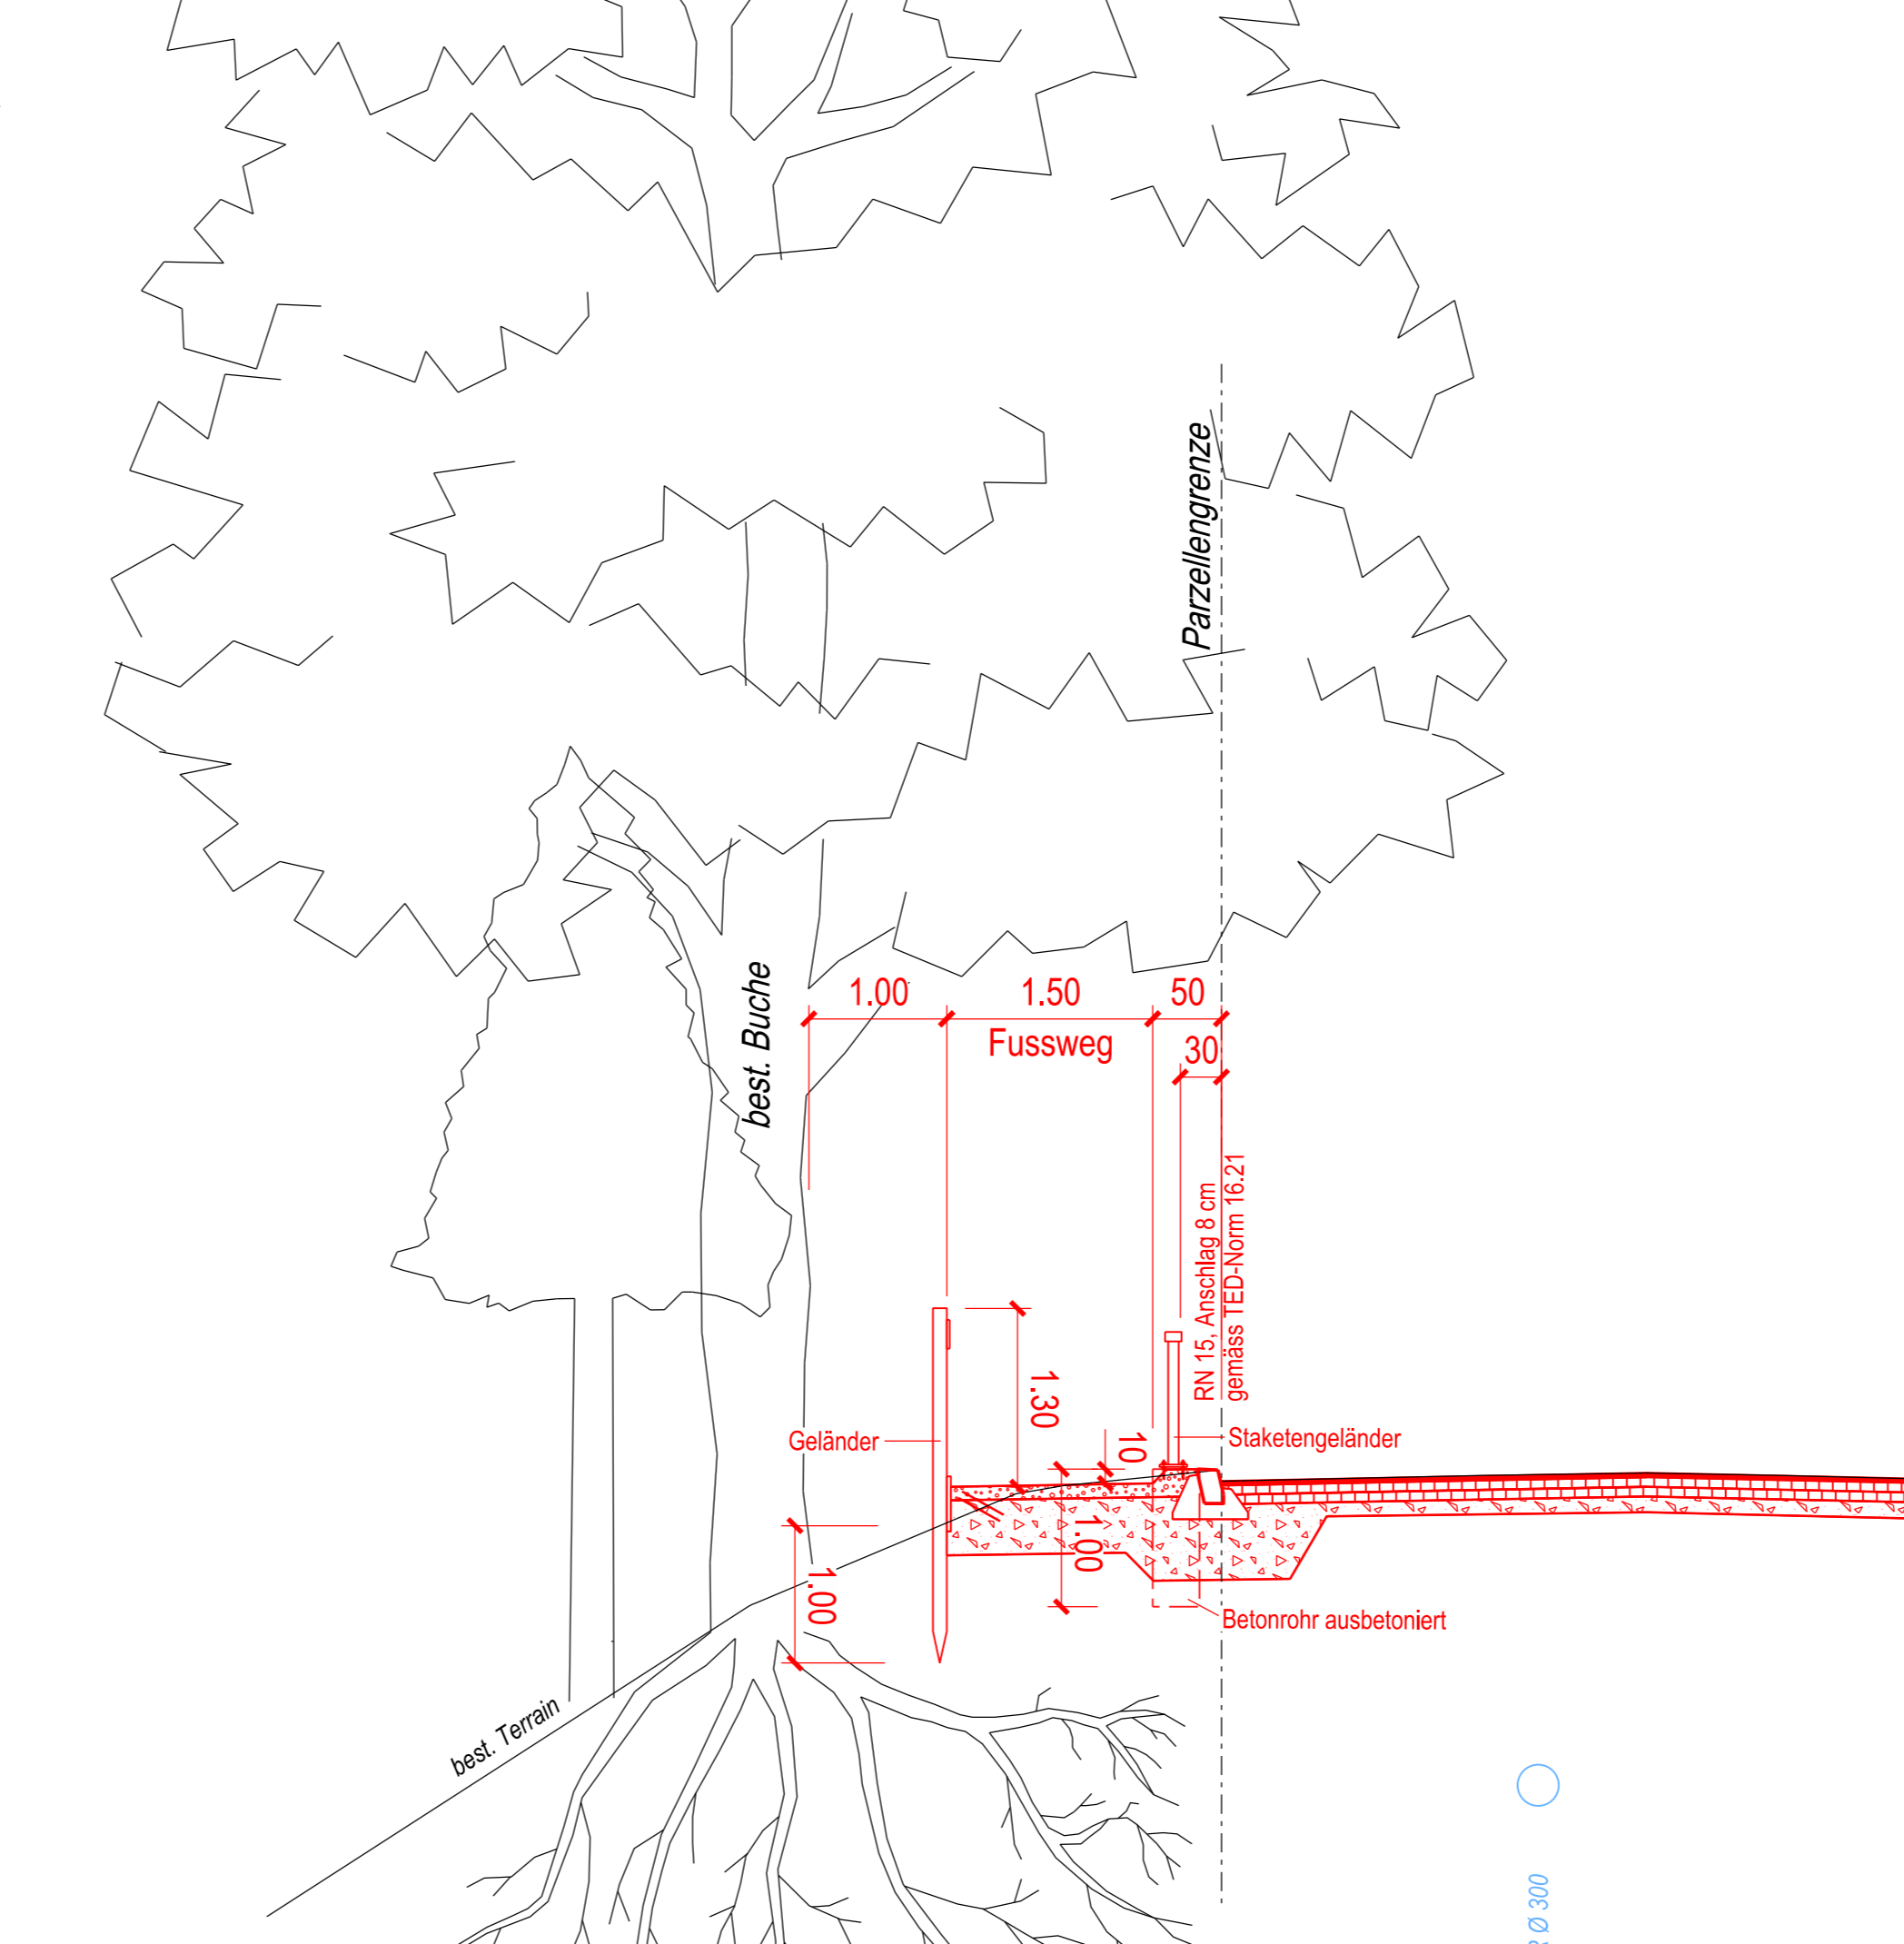 Parzellengrenze
best. Buche
1.00
1.50
50
Fussweg
30
RN 15, Anschlag 8 cm
gemäss TED-Norm 16.21
1.30
10
Geländer
Staketengeländer
1.00
1.00
Betonrohr ausbetoniert
best. Terrain
Ø 300